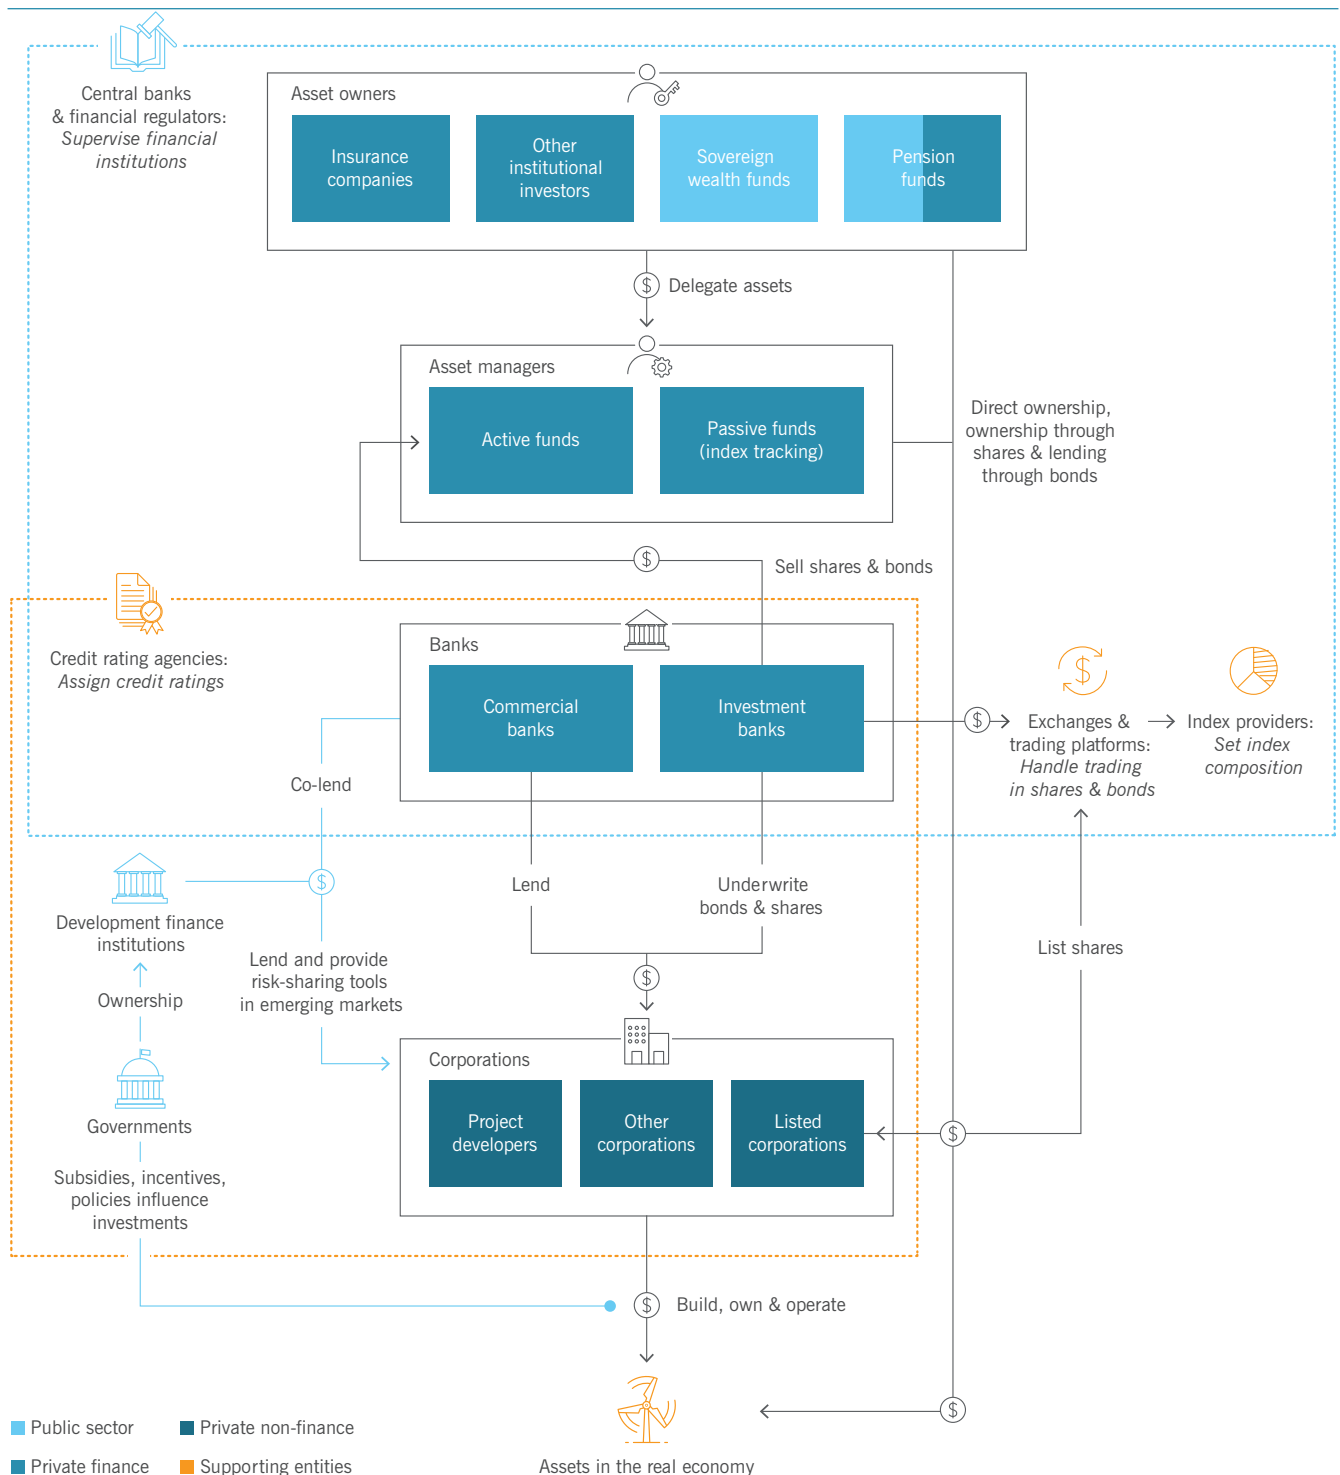 Central banks
& financial regulators:
Supervise financial
institutions
Asset owners
Insurance
companies
Other
institutional
investors
Sovereign
wealth funds
Pension
funds
$
Delegate assets
Asset managers
Active funds
Passive funds
(index tracking)
Direct ownership,
ownership through
shares & lending
through bonds
$
Sell shares & bonds
Credit rating agencies:
Assign credit ratings
Banks
Commercial
banks
Investment
banks
$
$
Exchanges &
trading platforms:
Handle trading
in shares & bonds
Index providers:
Set index
composition
Co-lend
$
Lend
Underwrite
bonds & shares
Development finance
institutions
List shares
Lend and provide
risk-sharing tools
in emerging markets
$
Ownership
Governments
Corporations
Project
developers
Other
corporations
Listed
corporations
$
Subsidies, incentives,
policies influence
investments
$
Build, own & operate
$
Assets in the real economy
Public sector
Private non-finance
Private finance
Supporting entities